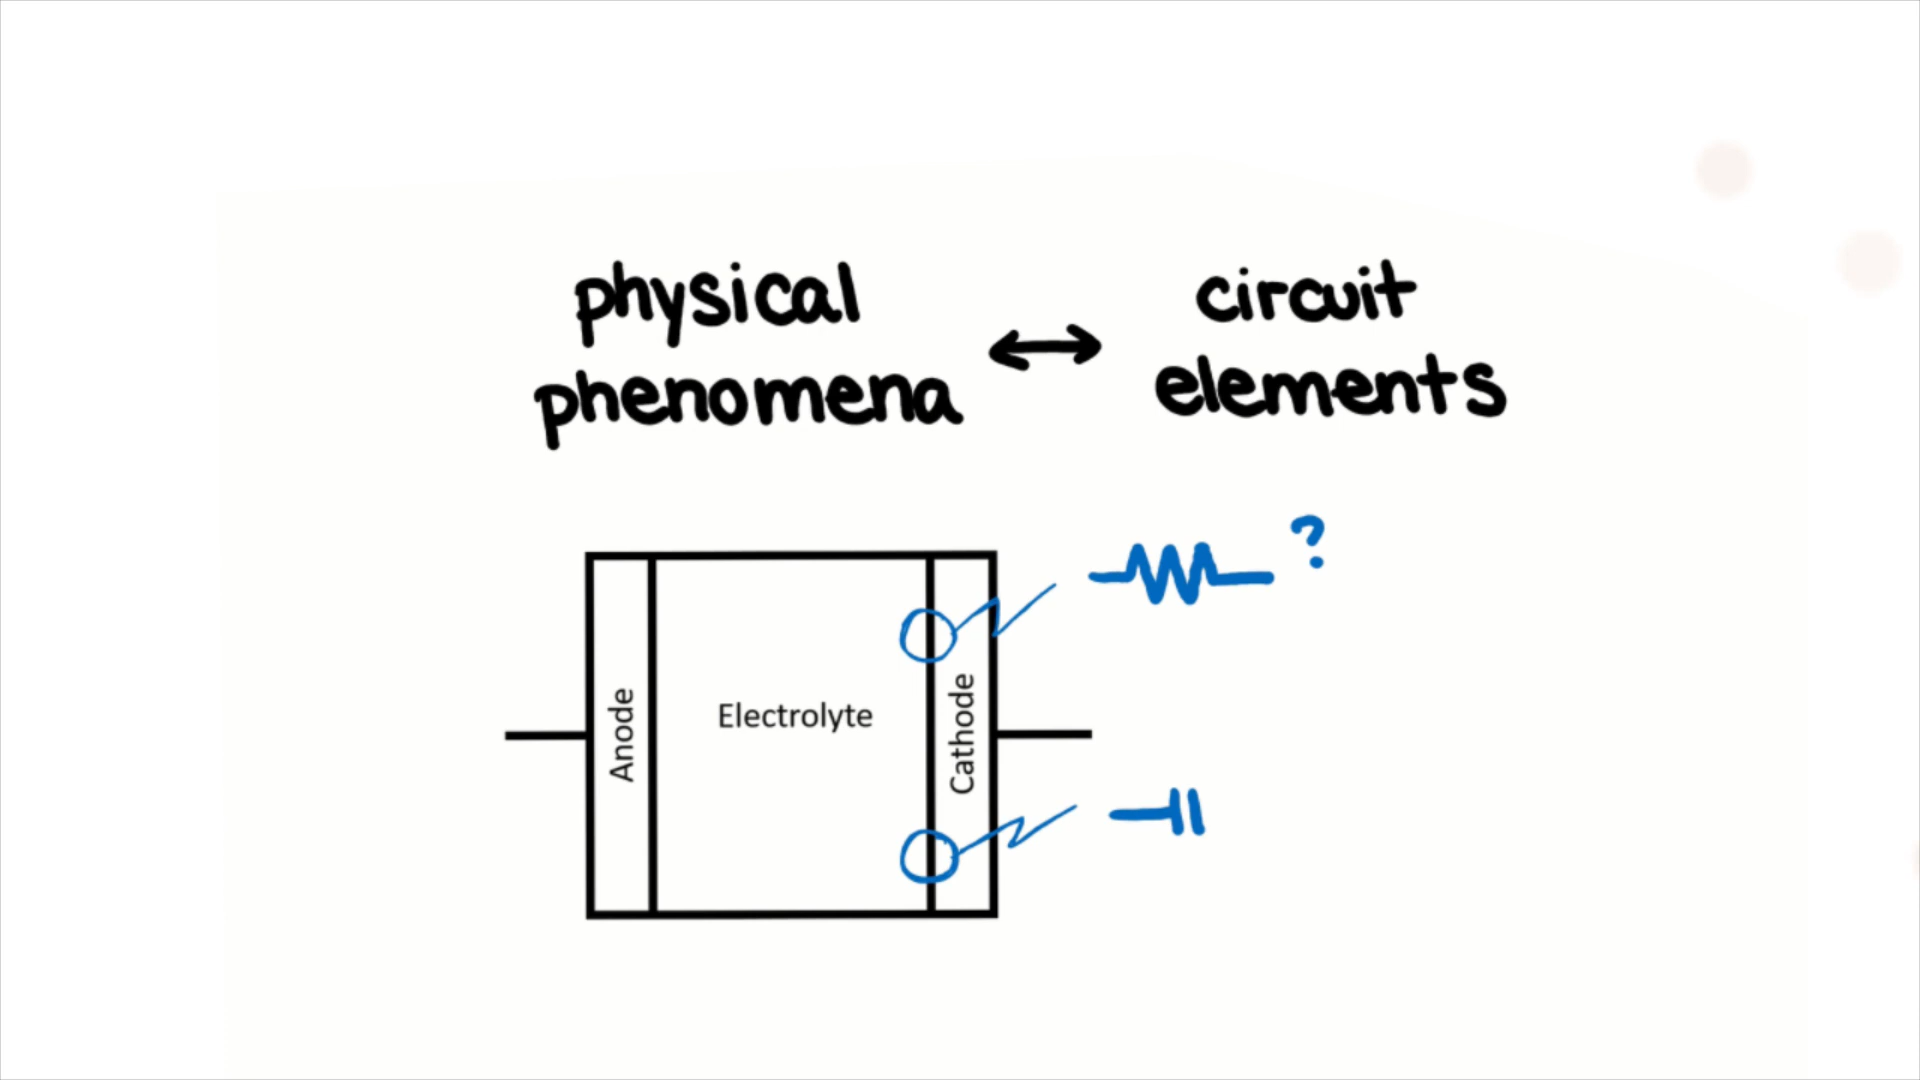 physical
phenomena
circuit
elements
?
Anode
Electrolyte
Cathode